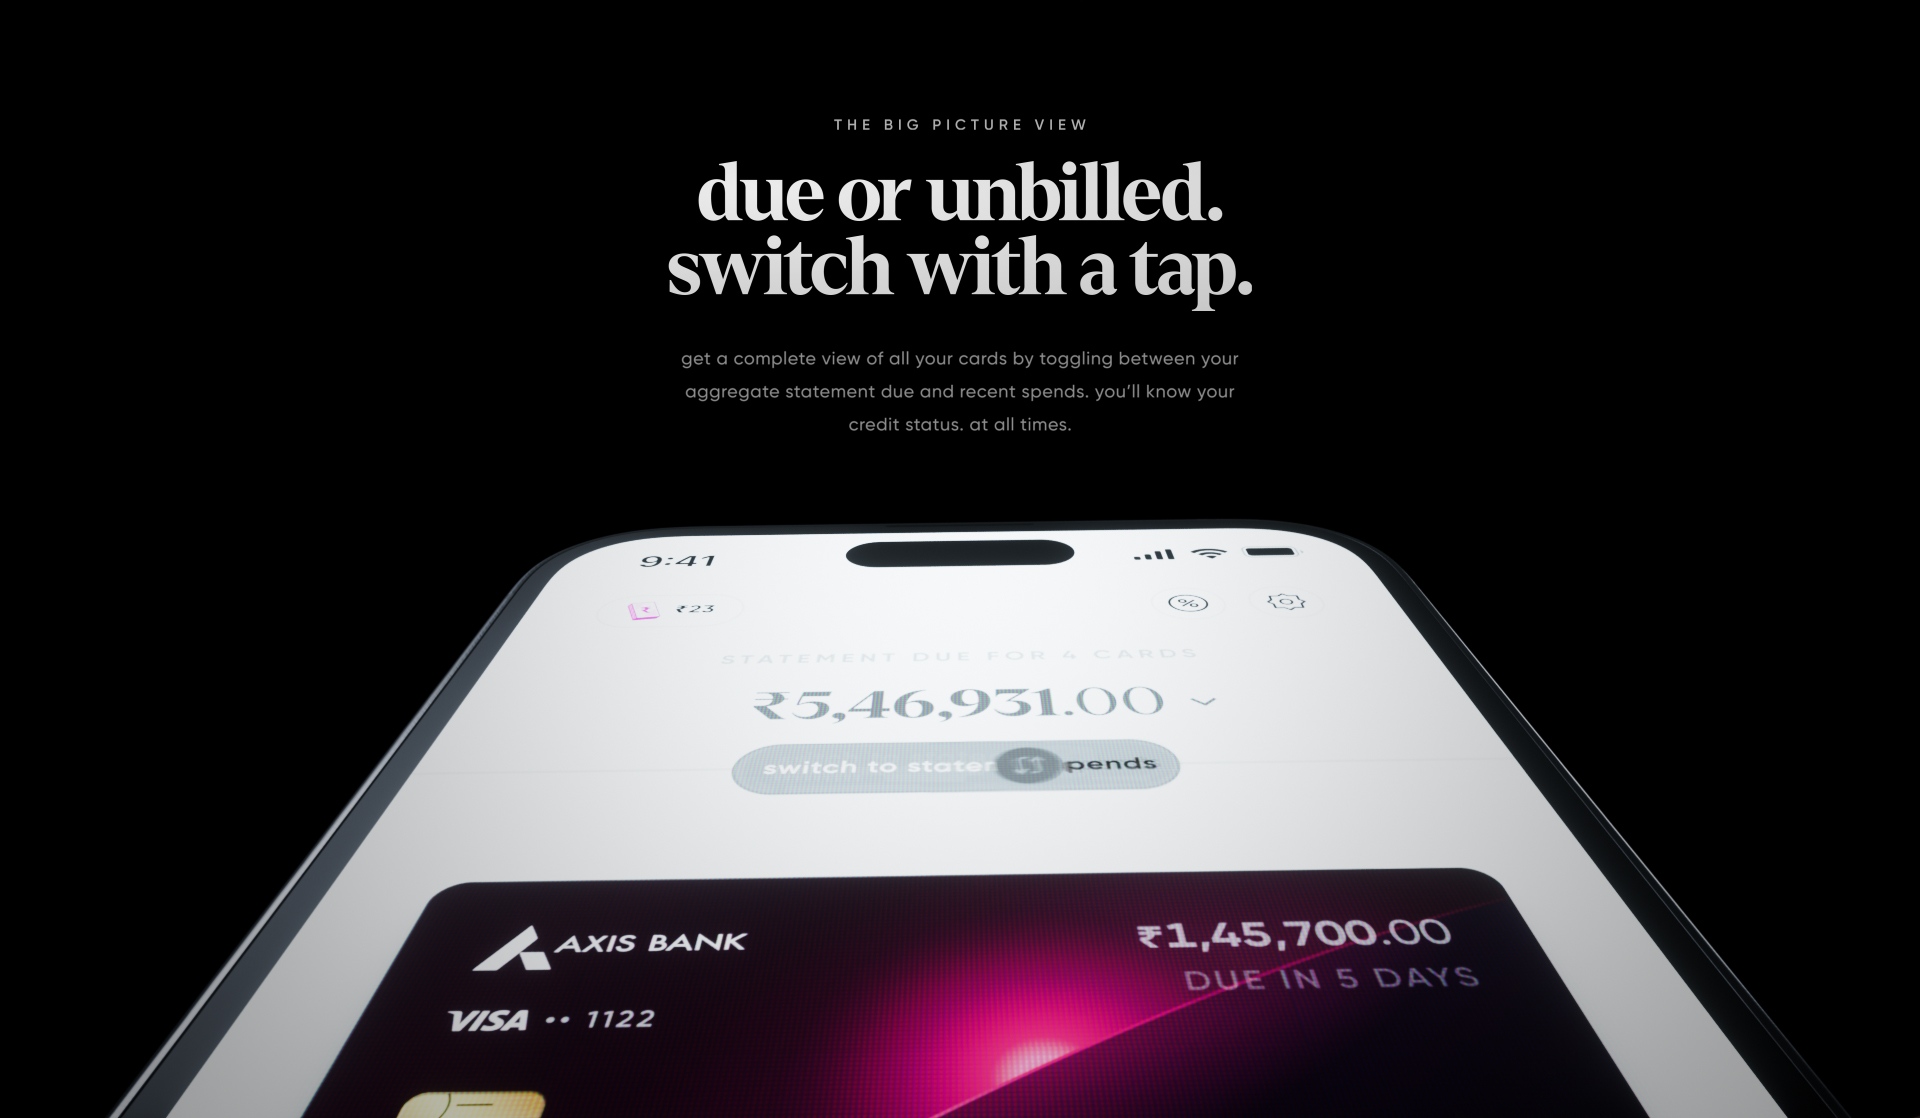 THE BIG PICTURE VIEW
due or unbilled.
switch with a tap.
get a complete view of all your cards by toggling between your
aggregate statement due and recent spends. you'll know your
credit status. at all times.
9:41
₹23
STATEMENT DUE FOR 4 CARDS
₹5,46,931.00
switch to pends
AXIS BANK
₹1,45,700.00
DUE IN 5 DAYS
VISA •• 1122